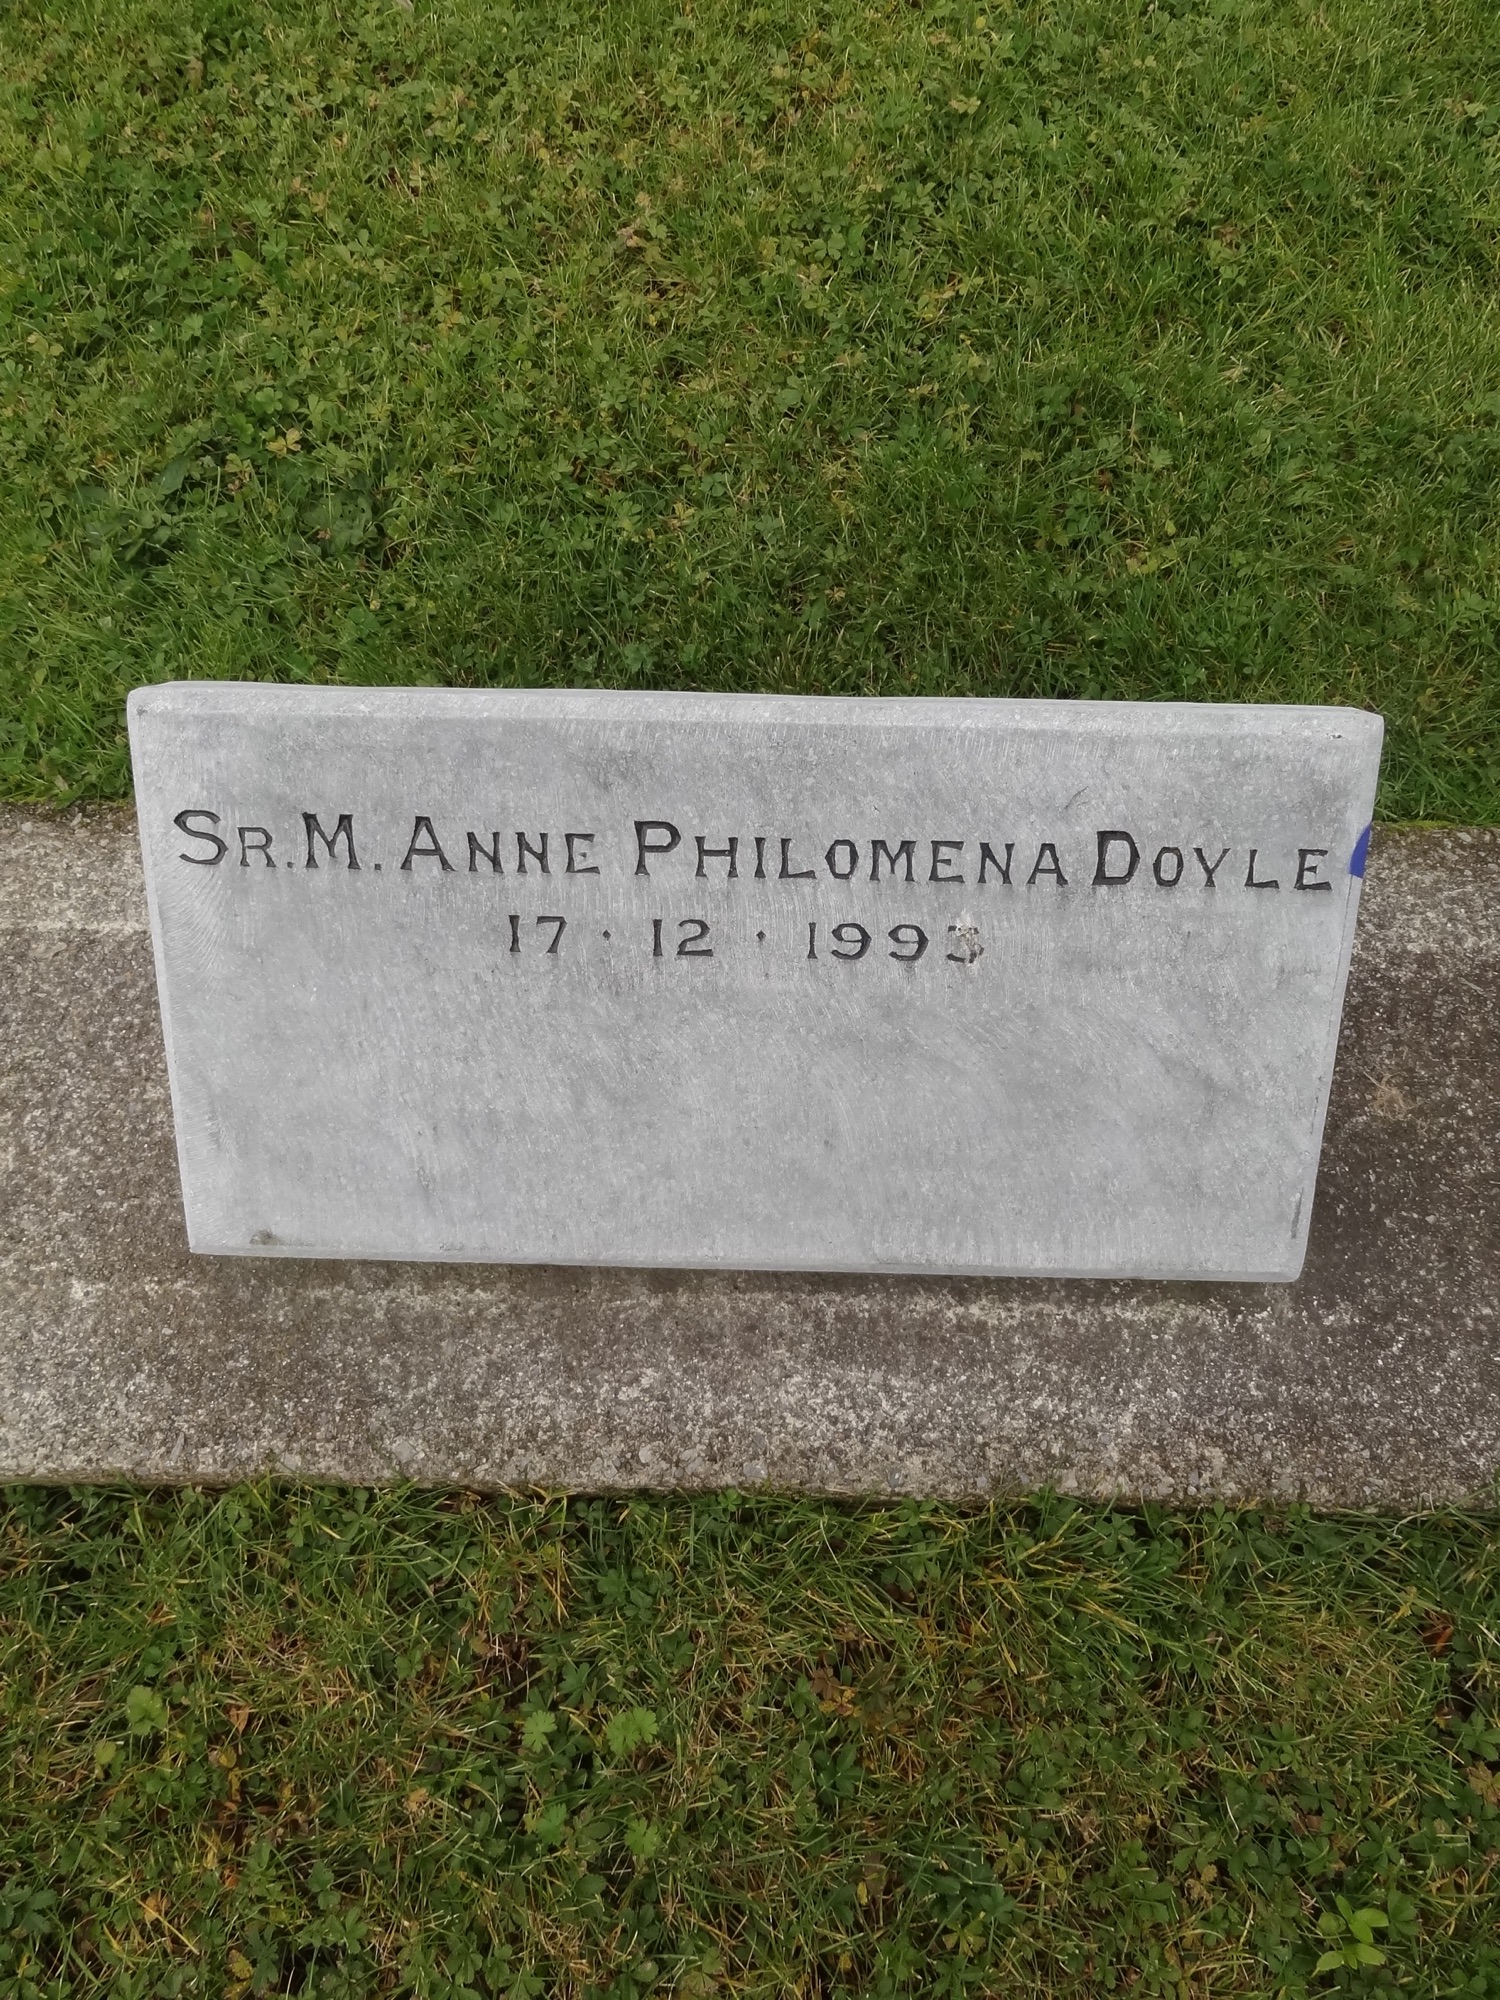 Sr. M. Anne Philomena Doyle
17 · 12 · 1993